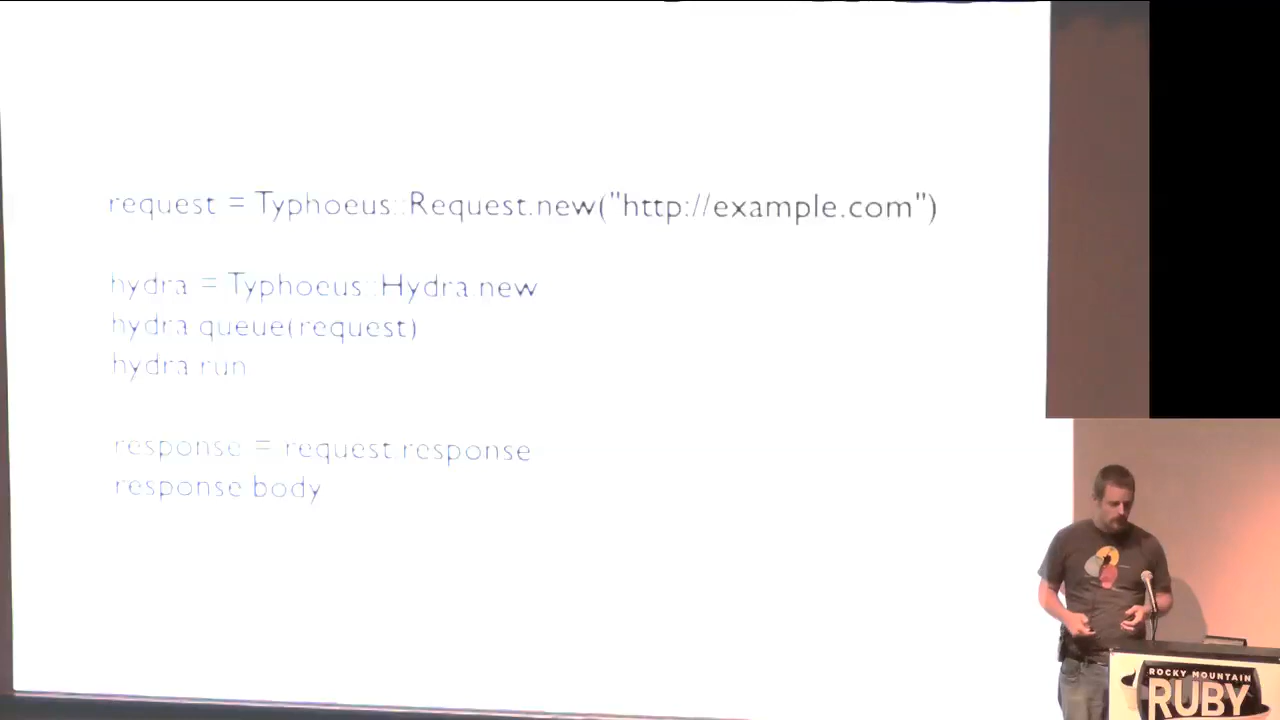 request = Typhoeus::Request.new("http://example.com")
hydra = Typhoeus::Hydra.new
hydra.queue(request)
hydra.run
response = request.response
response.body
ROCKY MOUNTAIN
RUBY